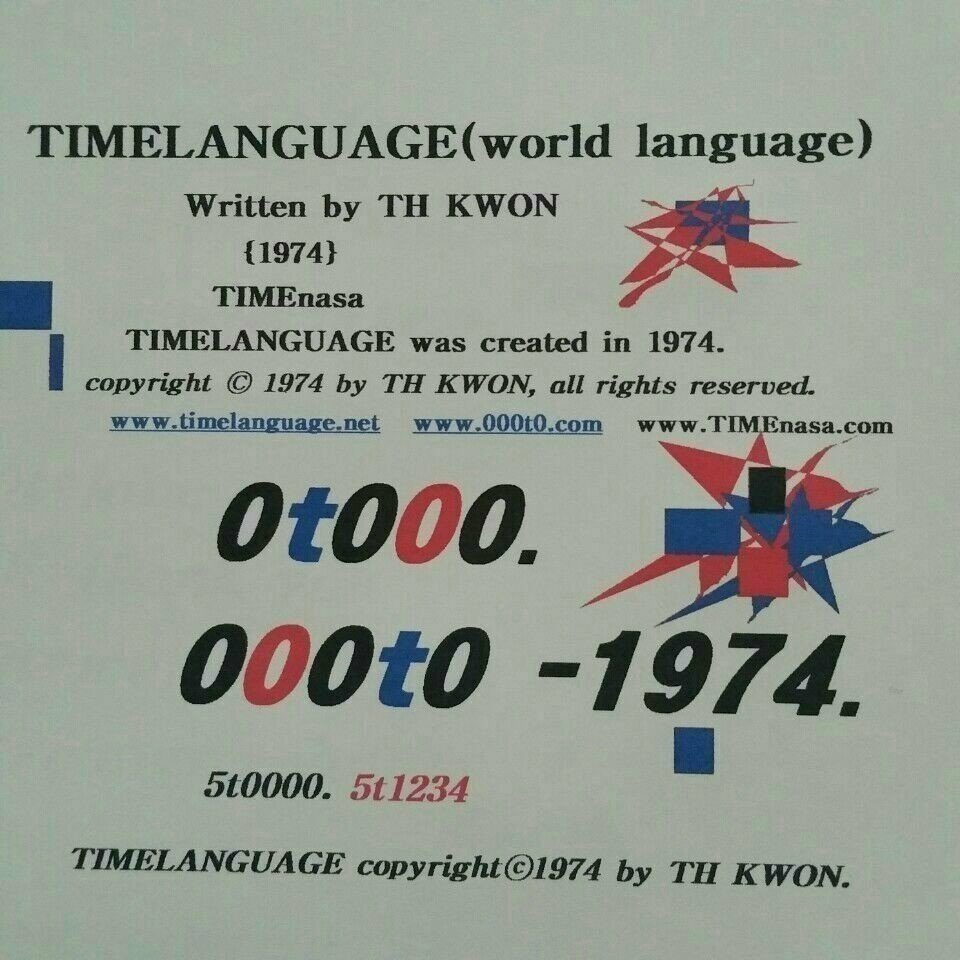 TIMELANGUAGE(world language)
Written by TH KWON
{1974}
TIMEnasa
TIMELANGUAGE was created in 1974.
copyright © 1974 by TH KWON, all rights reserved.
www.timelanguage.net www.000t0.com www.TIMEnasa.com
0t000.
000t0 -1974.
5t0000. 5t1234
TIMELANGUAGE copyright©1974 by TH KWON.